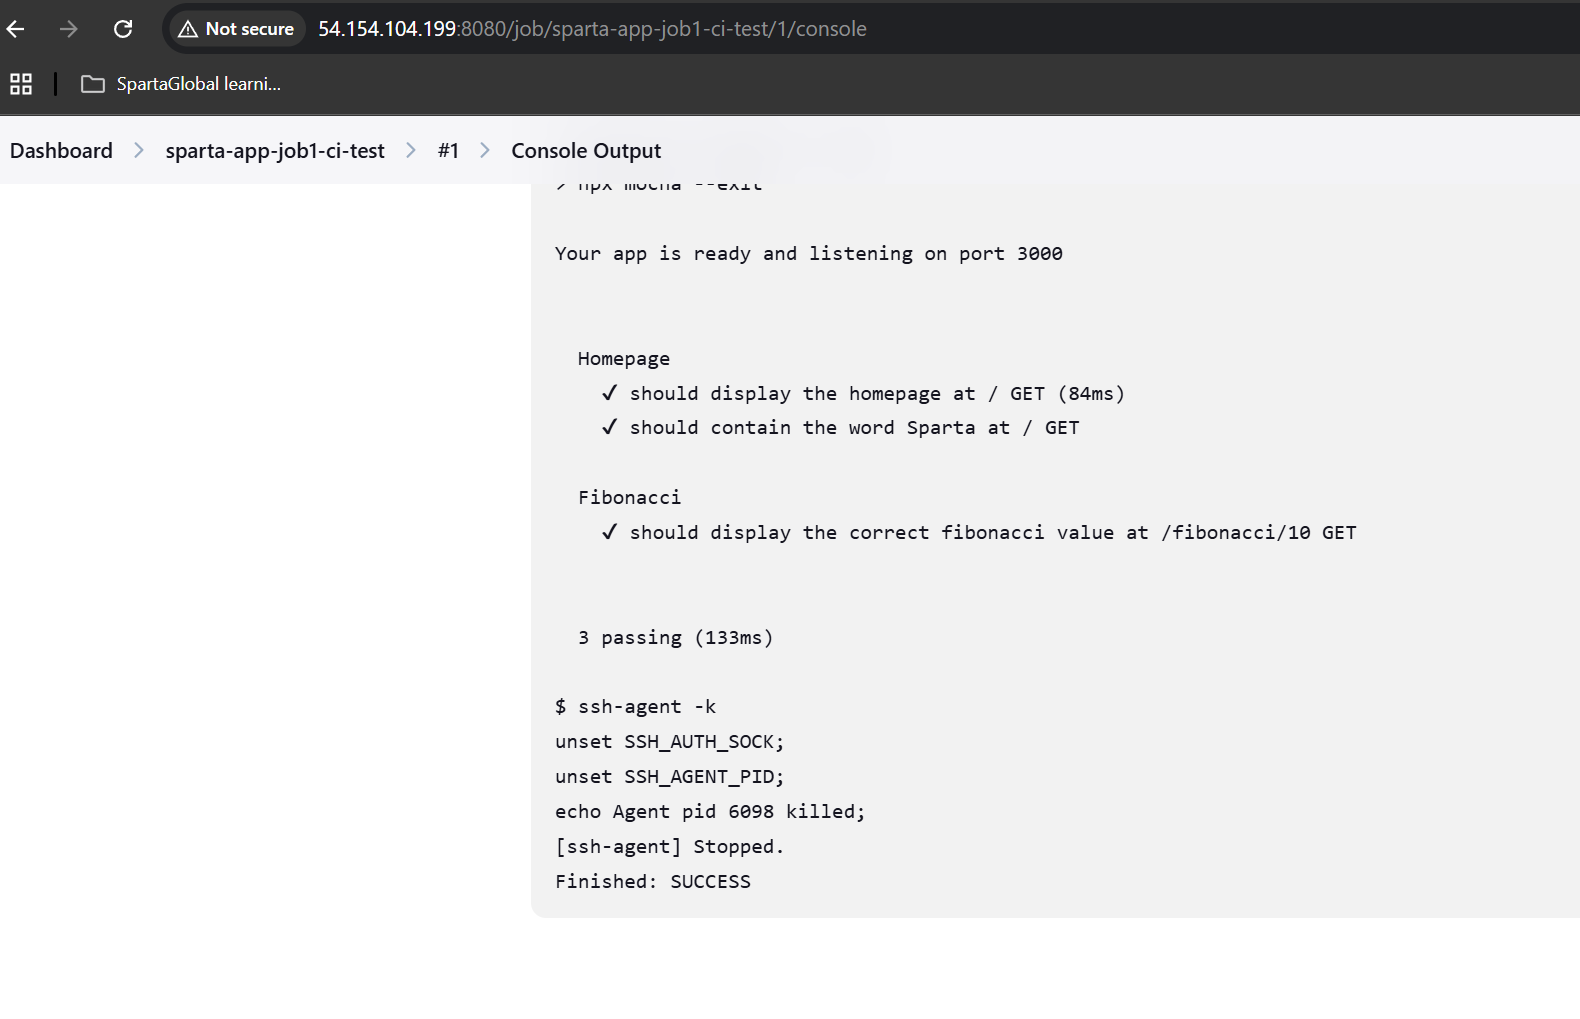 Not secure 54.154.104.199:8080/job/sparta-app-job1-ci-test/1/console
SpartaGlobal learni...
Dashboard > sparta-app-job1-ci-test > #1 > Console Output
> npx mocha --exit
Your app is ready and listening on port 3000
Homepage
✓ should display the homepage at / GET (84ms)
✓ should contain the word Sparta at / GET
Fibonacci
✓ should display the correct fibonacci value at /fibonacci/10 GET
3 passing (133ms)
$ ssh-agent -k
unset SSH_AUTH_SOCK;
unset SSH_AGENT_PID;
echo Agent pid 6098 killed;
[ssh-agent] Stopped.
Finished: SUCCESS